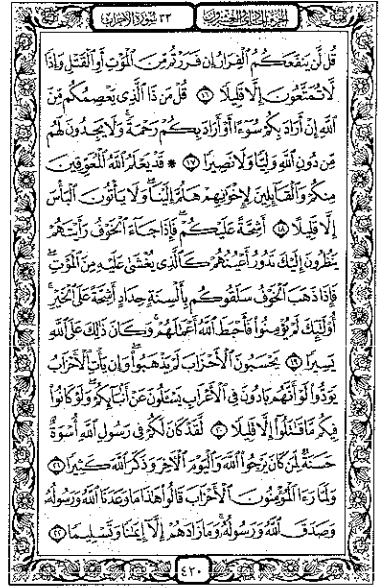 الجزء الحادي والعشرون
٣٣ سورة الأحزاب
قُل لَّن يَنفَعَكُمُ ٱلْفِرَارُ إِن فَرَرْتُم مِّنَ ٱلْمَوْتِ أَوِ ٱلْقَتْلِ وَإِذًا
لَّا تُمَتَّعُونَ إِلَّا قَلِيلًا ١٦ قُلْ مَن ذَا ٱلَّذِى يَعْصِمُكُم مِّنَ
ٱللَّهِ إِنْ أَرَادَ بِكُمْ سُوٓءًا أَوْ أَرَادَ بِكُمْ رَحْمَةً ۚ وَلَا يَجِدُونَ لَهُم
مِّن دُونِ ٱللَّهِ وَلِيًّا وَلَا نَصِيرًا ١٧ * قَدْ يَعْلَمُ ٱللَّهُ ٱلْمُعَوِّقِينَ
مِنكُمْ وَٱلْقَآئِلِينَ لِإِخْوَٰنِهِمْ هَلُمَّ إِلَيْنَا ۖ وَلَا يَأْتُونَ ٱلْبَأْسَ
إِلَّا قَلِيلًا ١٨ أَشِحَّةً عَلَيْكُمْ ۖ فَإِذَا جَآءَ ٱلْخَوْفُ رَأَيْتَهُمْ
يَنظُرُونَ إِلَيْكَ تَدُورُ أَعْيُنُهُمْ كَٱلَّذِى يُغْشَىٰ عَلَيْهِ مِنَ ٱلْمَوْتِ ۖ
فَإِذَا ذَهَبَ ٱلْخَوْفُ سَلَقُوكُم بِأَلْسِنَةٍ حِدَادٍ أَشِحَّةً عَلَى ٱلْخَيْرِ ۚ
أُو۟لَٰٓئِكَ لَمْ يُؤْمِنُوا۟ فَأَحْبَطَ ٱللَّهُ أَعْمَٰلَهُمْ ۚ وَكَانَ ذَٰلِكَ عَلَى ٱللَّهِ
يَسِيرًا ١٩ يَحْسَبُونَ ٱلْأَحْزَابَ لَمْ يَذْهَبُوا۟ ۖ وَإِن يَأْتِ ٱلْأَحْزَابُ
يَوَدُّوا۟ لَوْ أَنَّهُم بَادُونَ فِى ٱلْأَعْرَابِ يَسْـَٔلُونَ عَنْ أَنۢبَآئِكُمْ ۖ وَلَوْ كَانُوا۟
فِيكُم مَّا قَٰتَلُوٓا۟ إِلَّا قَلِيلًا ٢٠ لَّقَدْ كَانَ لَكُمْ فِى رَسُولِ ٱللَّهِ أُسْوَةٌ
حَسَنَةٌ لِّمَن كَانَ يَرْجُوا۟ ٱللَّهَ وَٱلْيَوْمَ ٱلْءَاخِرَ وَذَكَرَ ٱللَّهَ كَثِيرًا ٢١
وَلَمَّا رَءَا ٱلْمُؤْمِنُونَ ٱلْأَحْزَابَ قَالُوا۟ هَٰذَا مَا وَعَدَنَا ٱللَّهُ وَرَسُولُهُۥ
وَصَدَقَ ٱللَّهُ وَرَسُولُهُۥ ۚ وَمَا زَادَهُمْ إِلَّآ إِيمَٰنًا وَتَسْلِيمًا ٢٢
٤٢٠